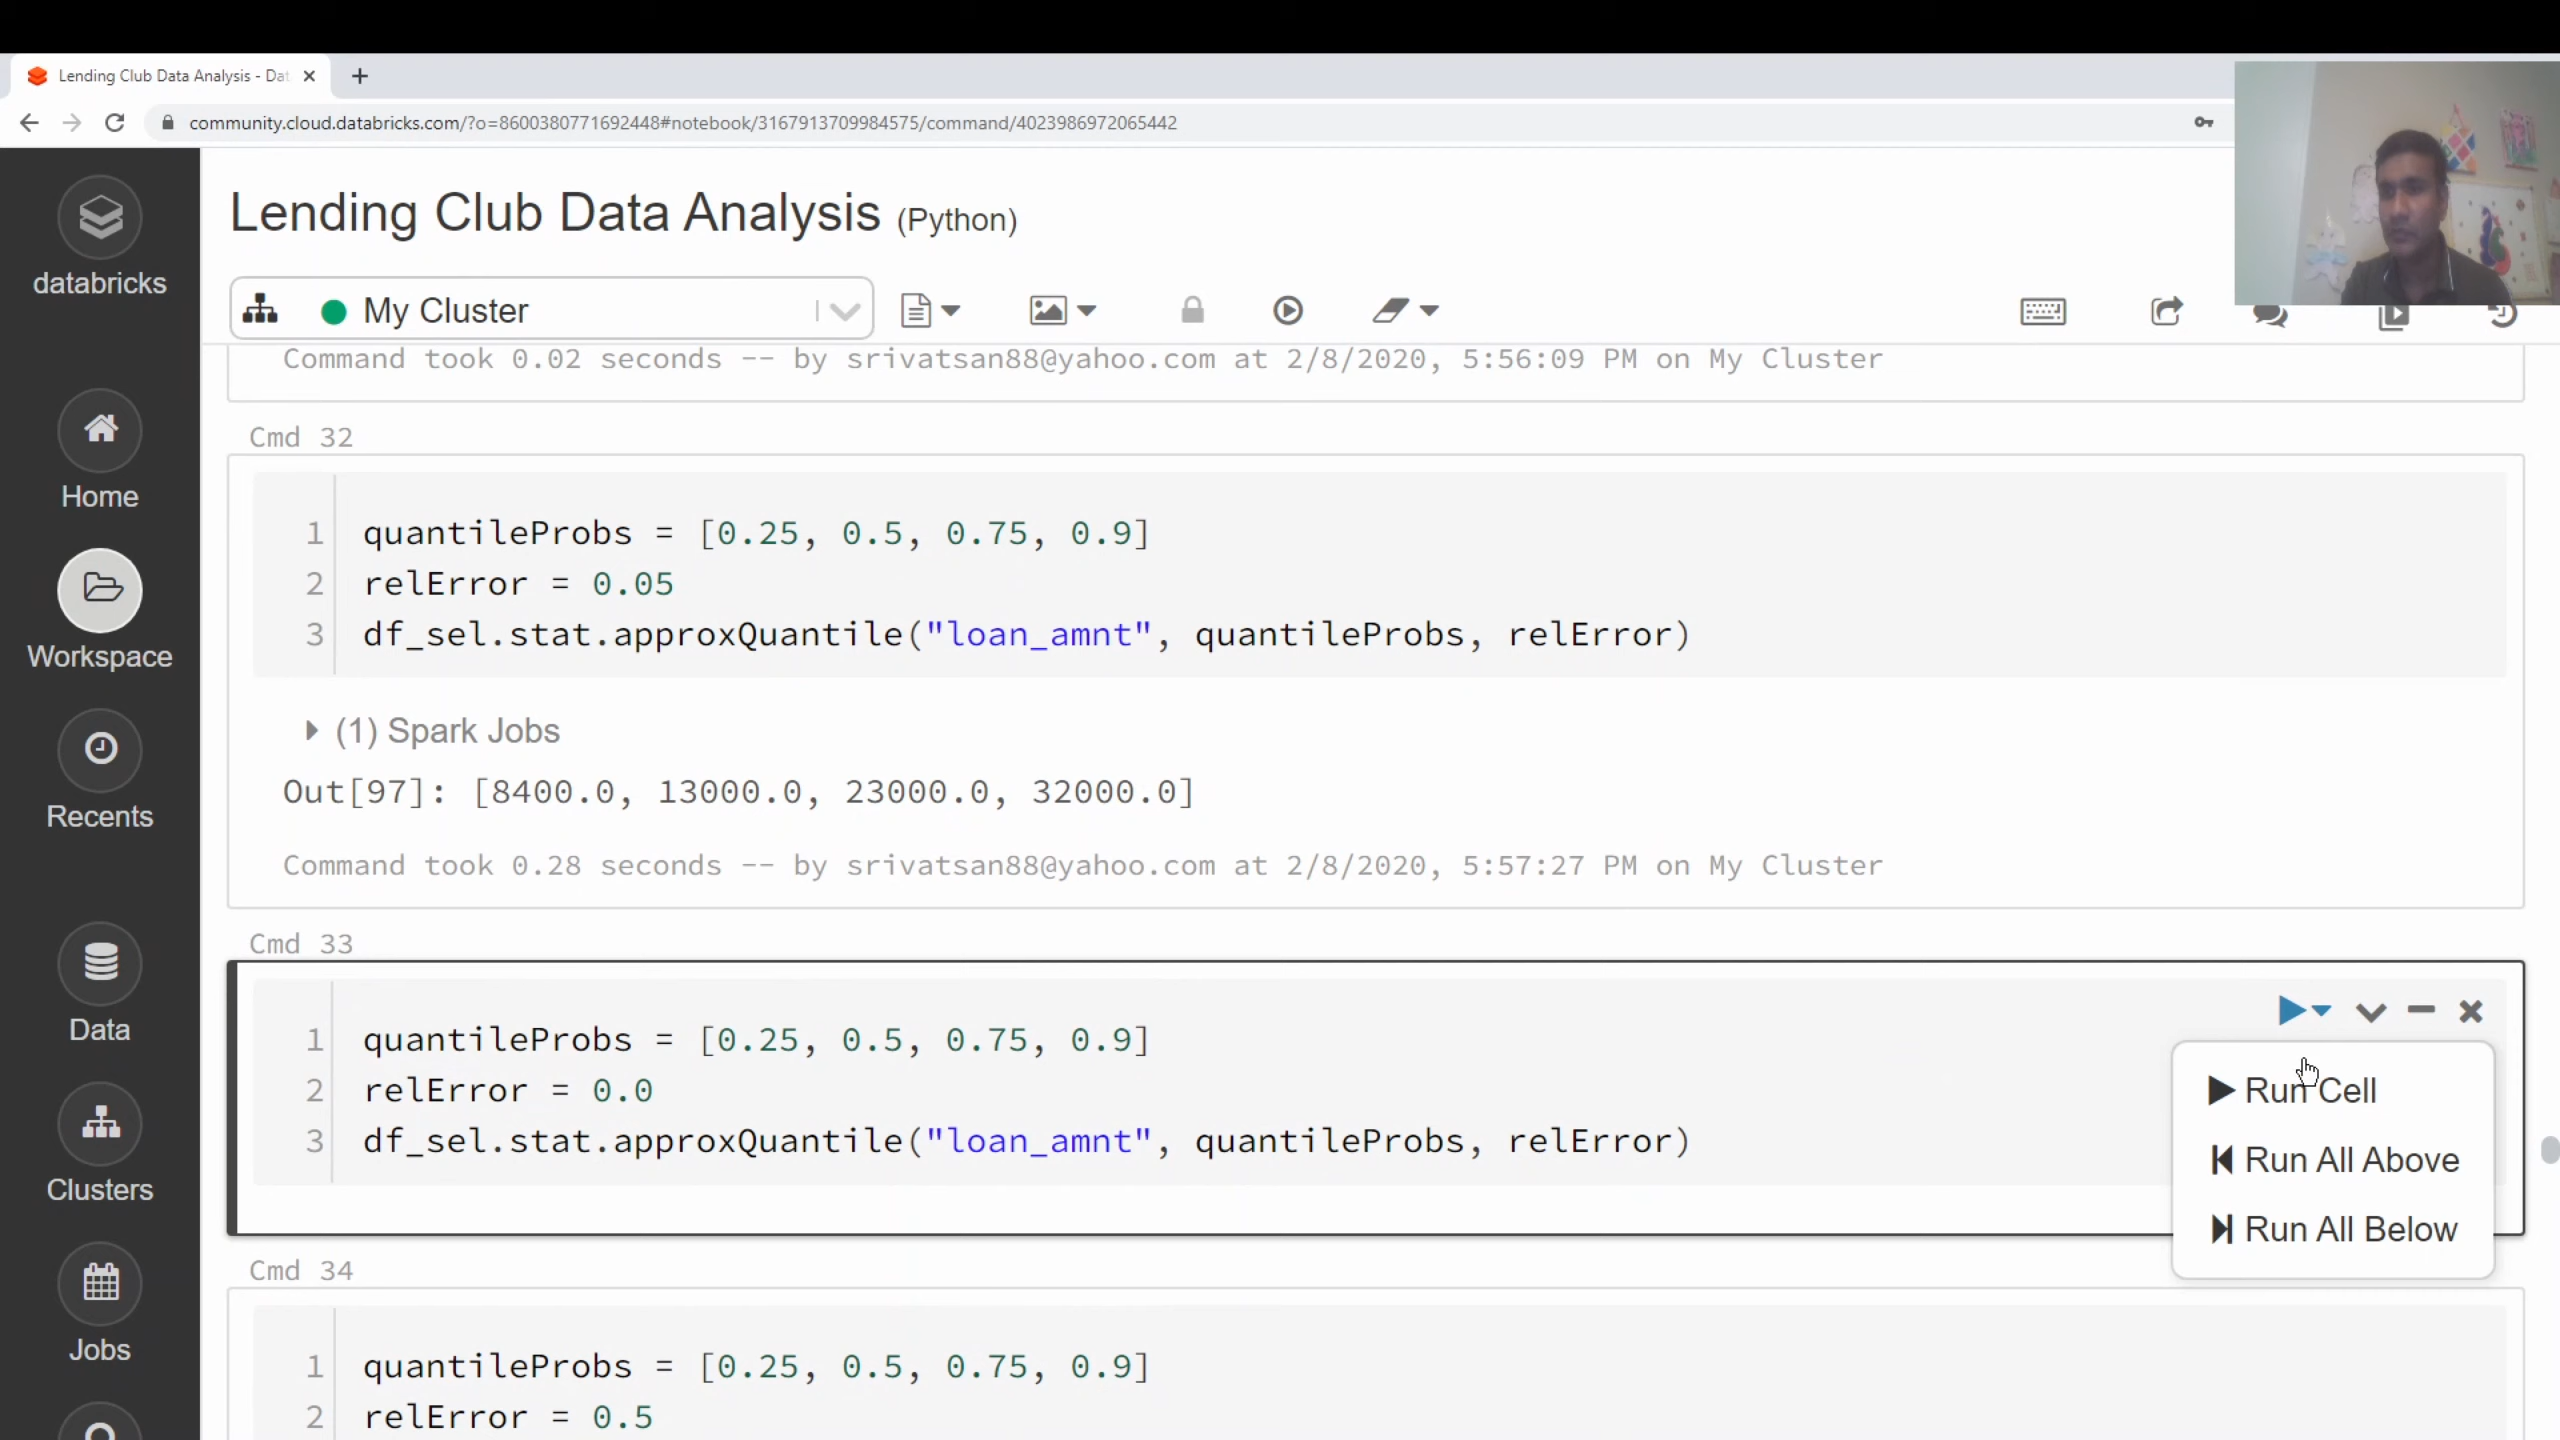 Lending Club Data Analysis - Dat
community.cloud.databricks.com/?o=8600380771692448#notebook/3167913709984575/command/4023986972065442
databricks
Home
Workspace
Recents
Data
Clusters
Jobs
Lending Club Data Analysis (Python)
My Cluster
Command took 0.02 seconds -- by srivatsan88@yahoo.com at 2/8/2020, 5:56:09 PM on My Cluster
Cmd 32
1 quantileProbs = [0.25, 0.5, 0.75, 0.9]
2 relError = 0.05
3 df_sel.stat.approxQuantile("loan_amnt", quantileProbs, relError)
(1) Spark Jobs
Out[97]: [8400.0, 13000.0, 23000.0, 32000.0]
Command took 0.28 seconds -- by srivatsan88@yahoo.com at 2/8/2020, 5:57:27 PM on My Cluster
Cmd 33
1 quantileProbs = [0.25, 0.5, 0.75, 0.9]
2 relError = 0.0
3 df_sel.stat.approxQuantile("loan_amnt", quantileProbs, relError)
Run Cell
Run All Above
Run All Below
Cmd 34
1 quantileProbs = [0.25, 0.5, 0.75, 0.9]
2 relError = 0.5